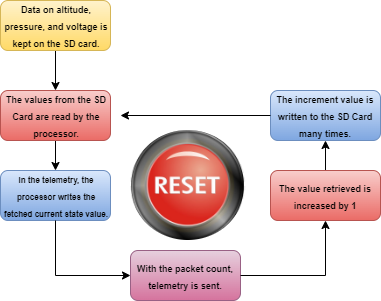 Data on altitude,
pressure, and voltage is
kept on the SD card.
The values from the SD
Card are read by the
processor.
In the telemetry, the
processor writes the
fetched current state value.
With the packet count,
telemetry is sent.
The value retrieved is
increased by 1
The increment value is
written to the SD Card
many times.
RESET